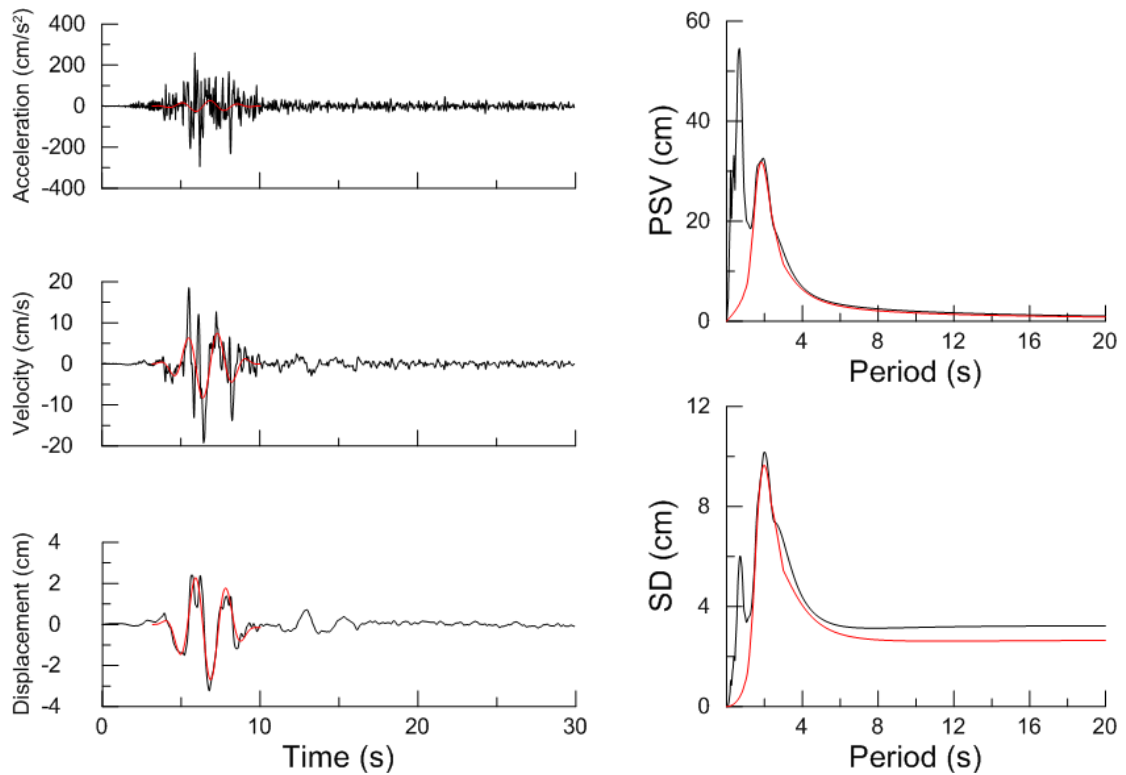 400
200
0
-200
-400
Acceleration (cm/s²)
20
10
0
-10
-20
Velocity (cm/s)
4
2
0
-2
-4
Displacement (cm)
0 10 20 30
Time (s)
60
40
20
0
PSV (cm)
4 8 12 16 20
Period (s)
12
8
4
0
SD (cm)
4 8 12 16 20
Period (s)